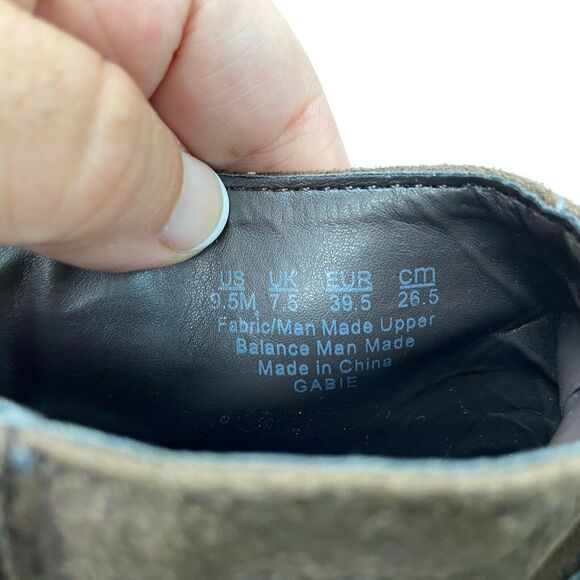 US UK EUR cm
9.5M 7.5 39.5 26.5
Fabric/Man Made Upper
Balance Man Made
Made in China
GABIE